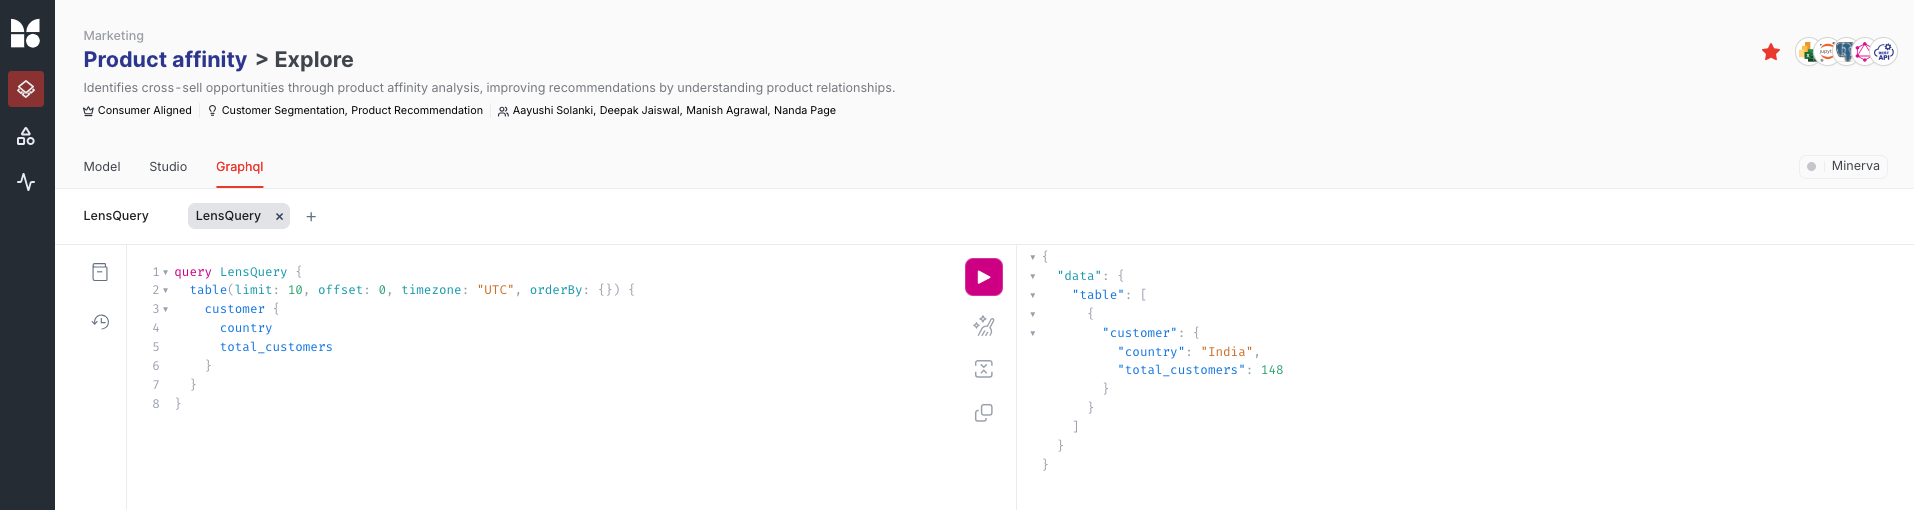 Marketing
Product affinity > Explore
Identifies cross-sell opportunities through product affinity analysis, improving recommendations by understanding product relationships.
Consumer Aligned Customer Segmentation, Product Recommendation Aayushi Solanki, Deepak Jaiswal, Manish Agrawal, Nanda Page
Model Studio Graphql
Minerva
LensQuery LensQuery × +
1 query LensQuery {
2 table(limit: 10, offset: 0, timezone: "UTC", orderBy: {}) {
3 customer {
4 country
5 total_customers
6 }
7 }
8 }
{
"data": {
"table": [
{
"customer": {
"country": "India",
"total_customers": 148
}
}
]
}
}